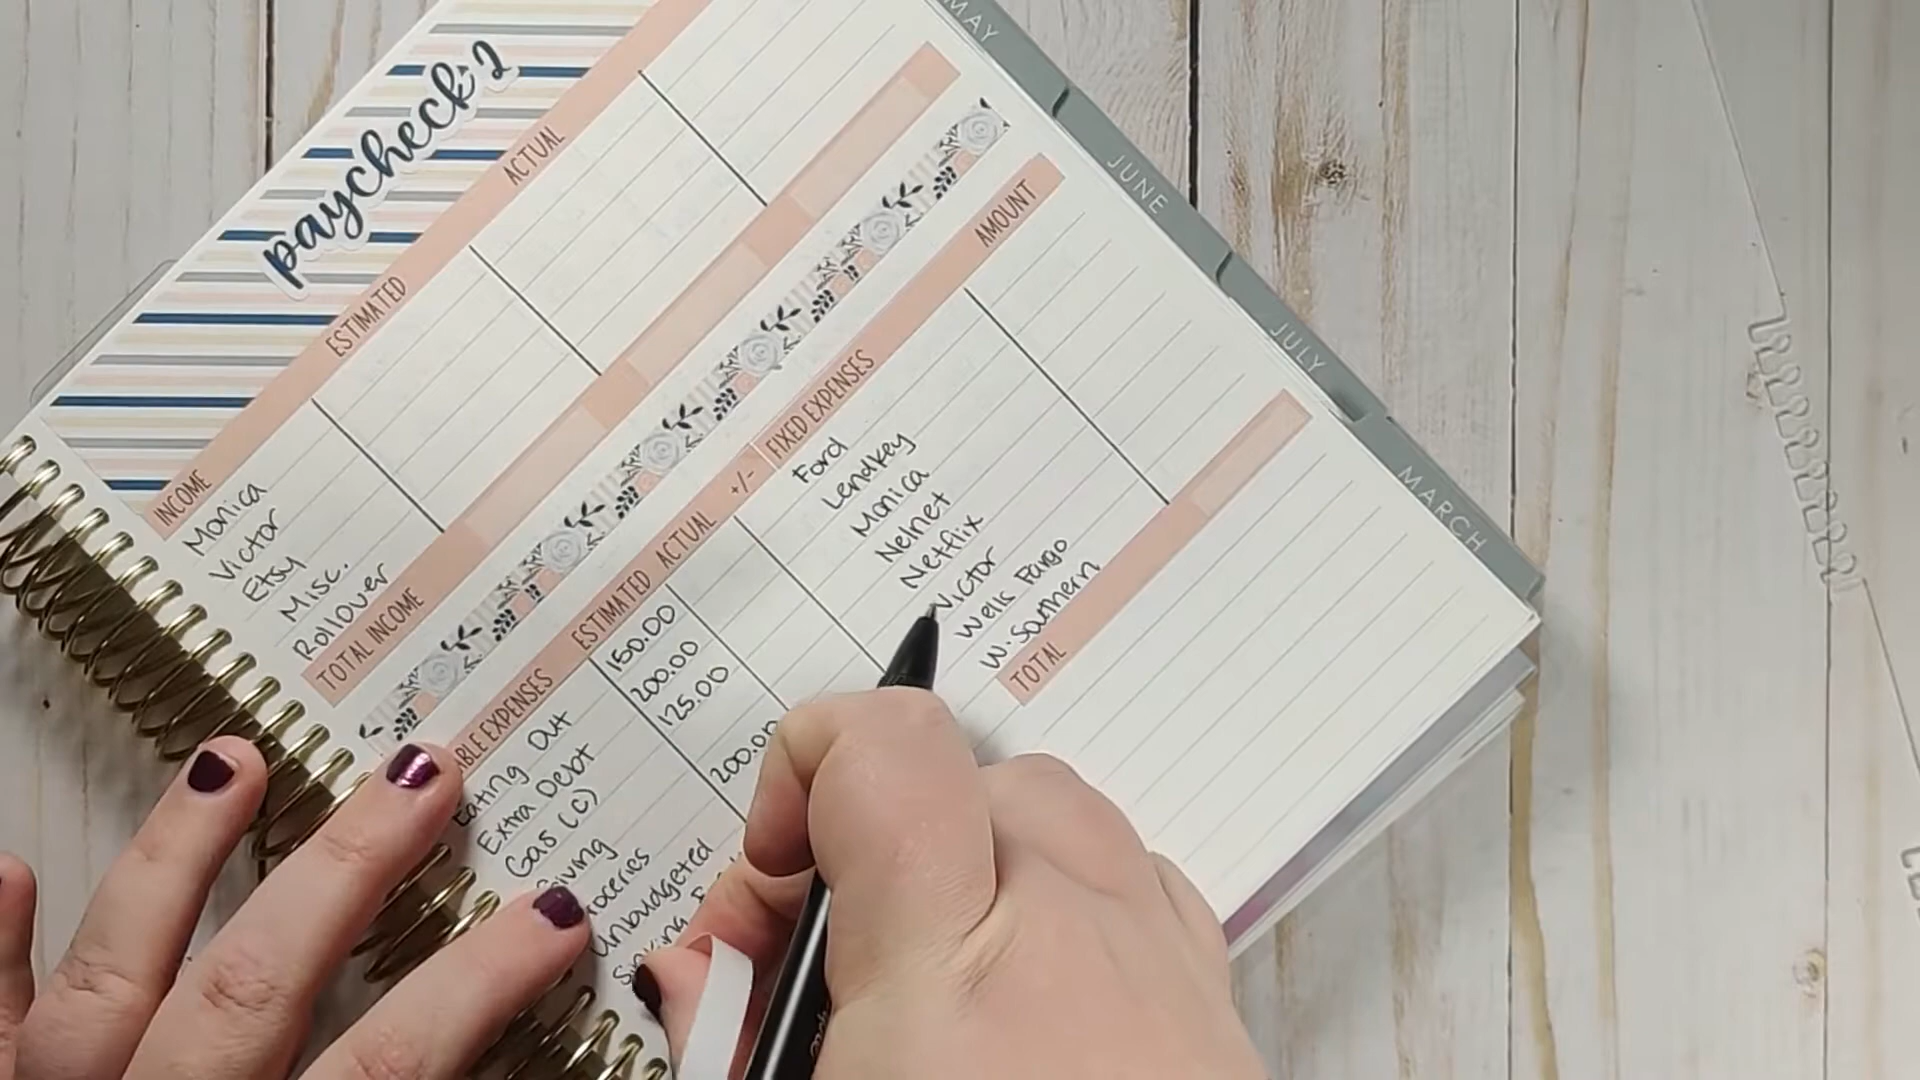 paycheck 2
INCOME ESTIMATED ACTUAL
Monica
Victor
Etsy
Misc.
Rollover
TOTAL INCOME
ABLE EXPENSES ESTIMATED ACTUAL +/-
Eating Out 150.00
Extra Debt 200.00
Gas (C) 125.00
Giving
roceries 200.00
Unbudgeted
Sinking
FIXED EXPENSES AMOUNT
Ford
Lendkey
Monica
Nelnet
Netflix
Victor
Wells Fargo
W. Southern
TOTAL
MAY
JUNE
JULY
MARCH